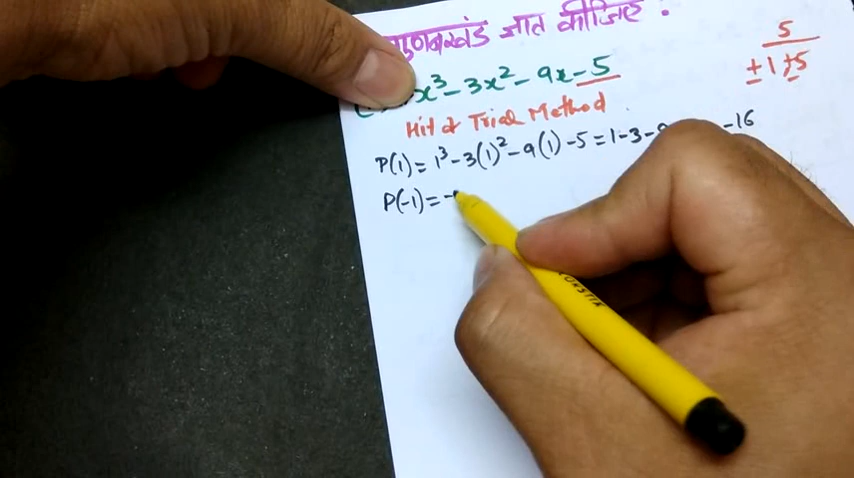 गुणनखंड ज्ञात कीजिए :
x³ - 3x² - 9x - 5
5
±1 ±5
Hit & Trial Method
P(1) = 1³ - 3(1)² - 9(1) - 5 = 1 - 3 - 9 -16
P(-1) = -